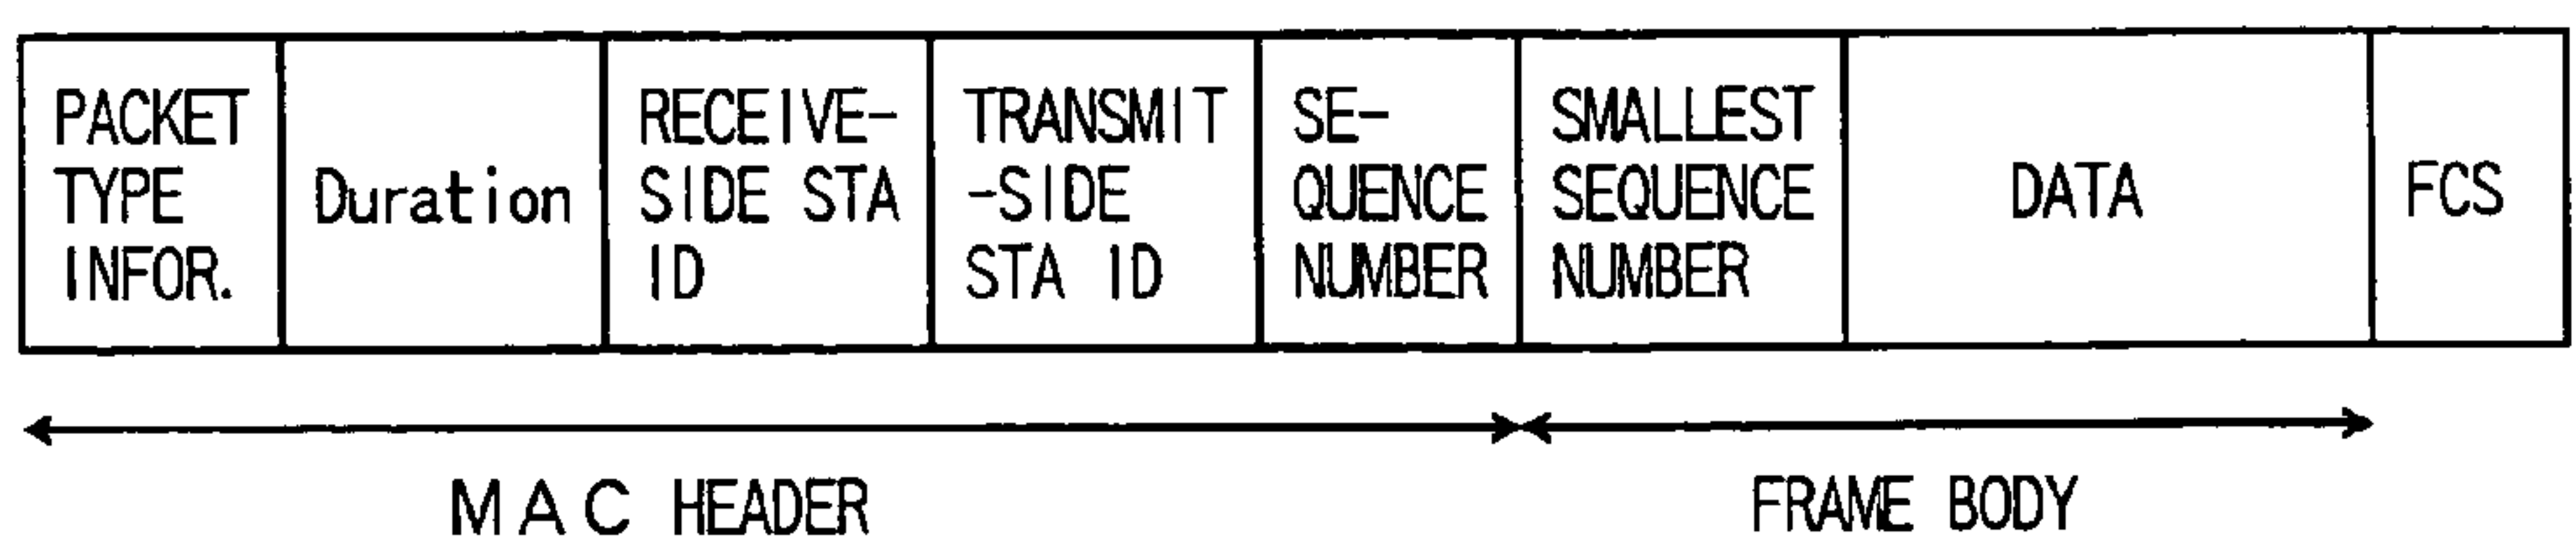 PACKET
TYPE
INFOR.
Duration
RECEIVE-
SIDE STA
ID
TRANSMIT
-SIDE
STA ID
SE-
QUENCE
NUMBER
SMALLEST
SEQUENCE
NUMBER
DATA
FCS
MAC HEADER
FRAME BODY